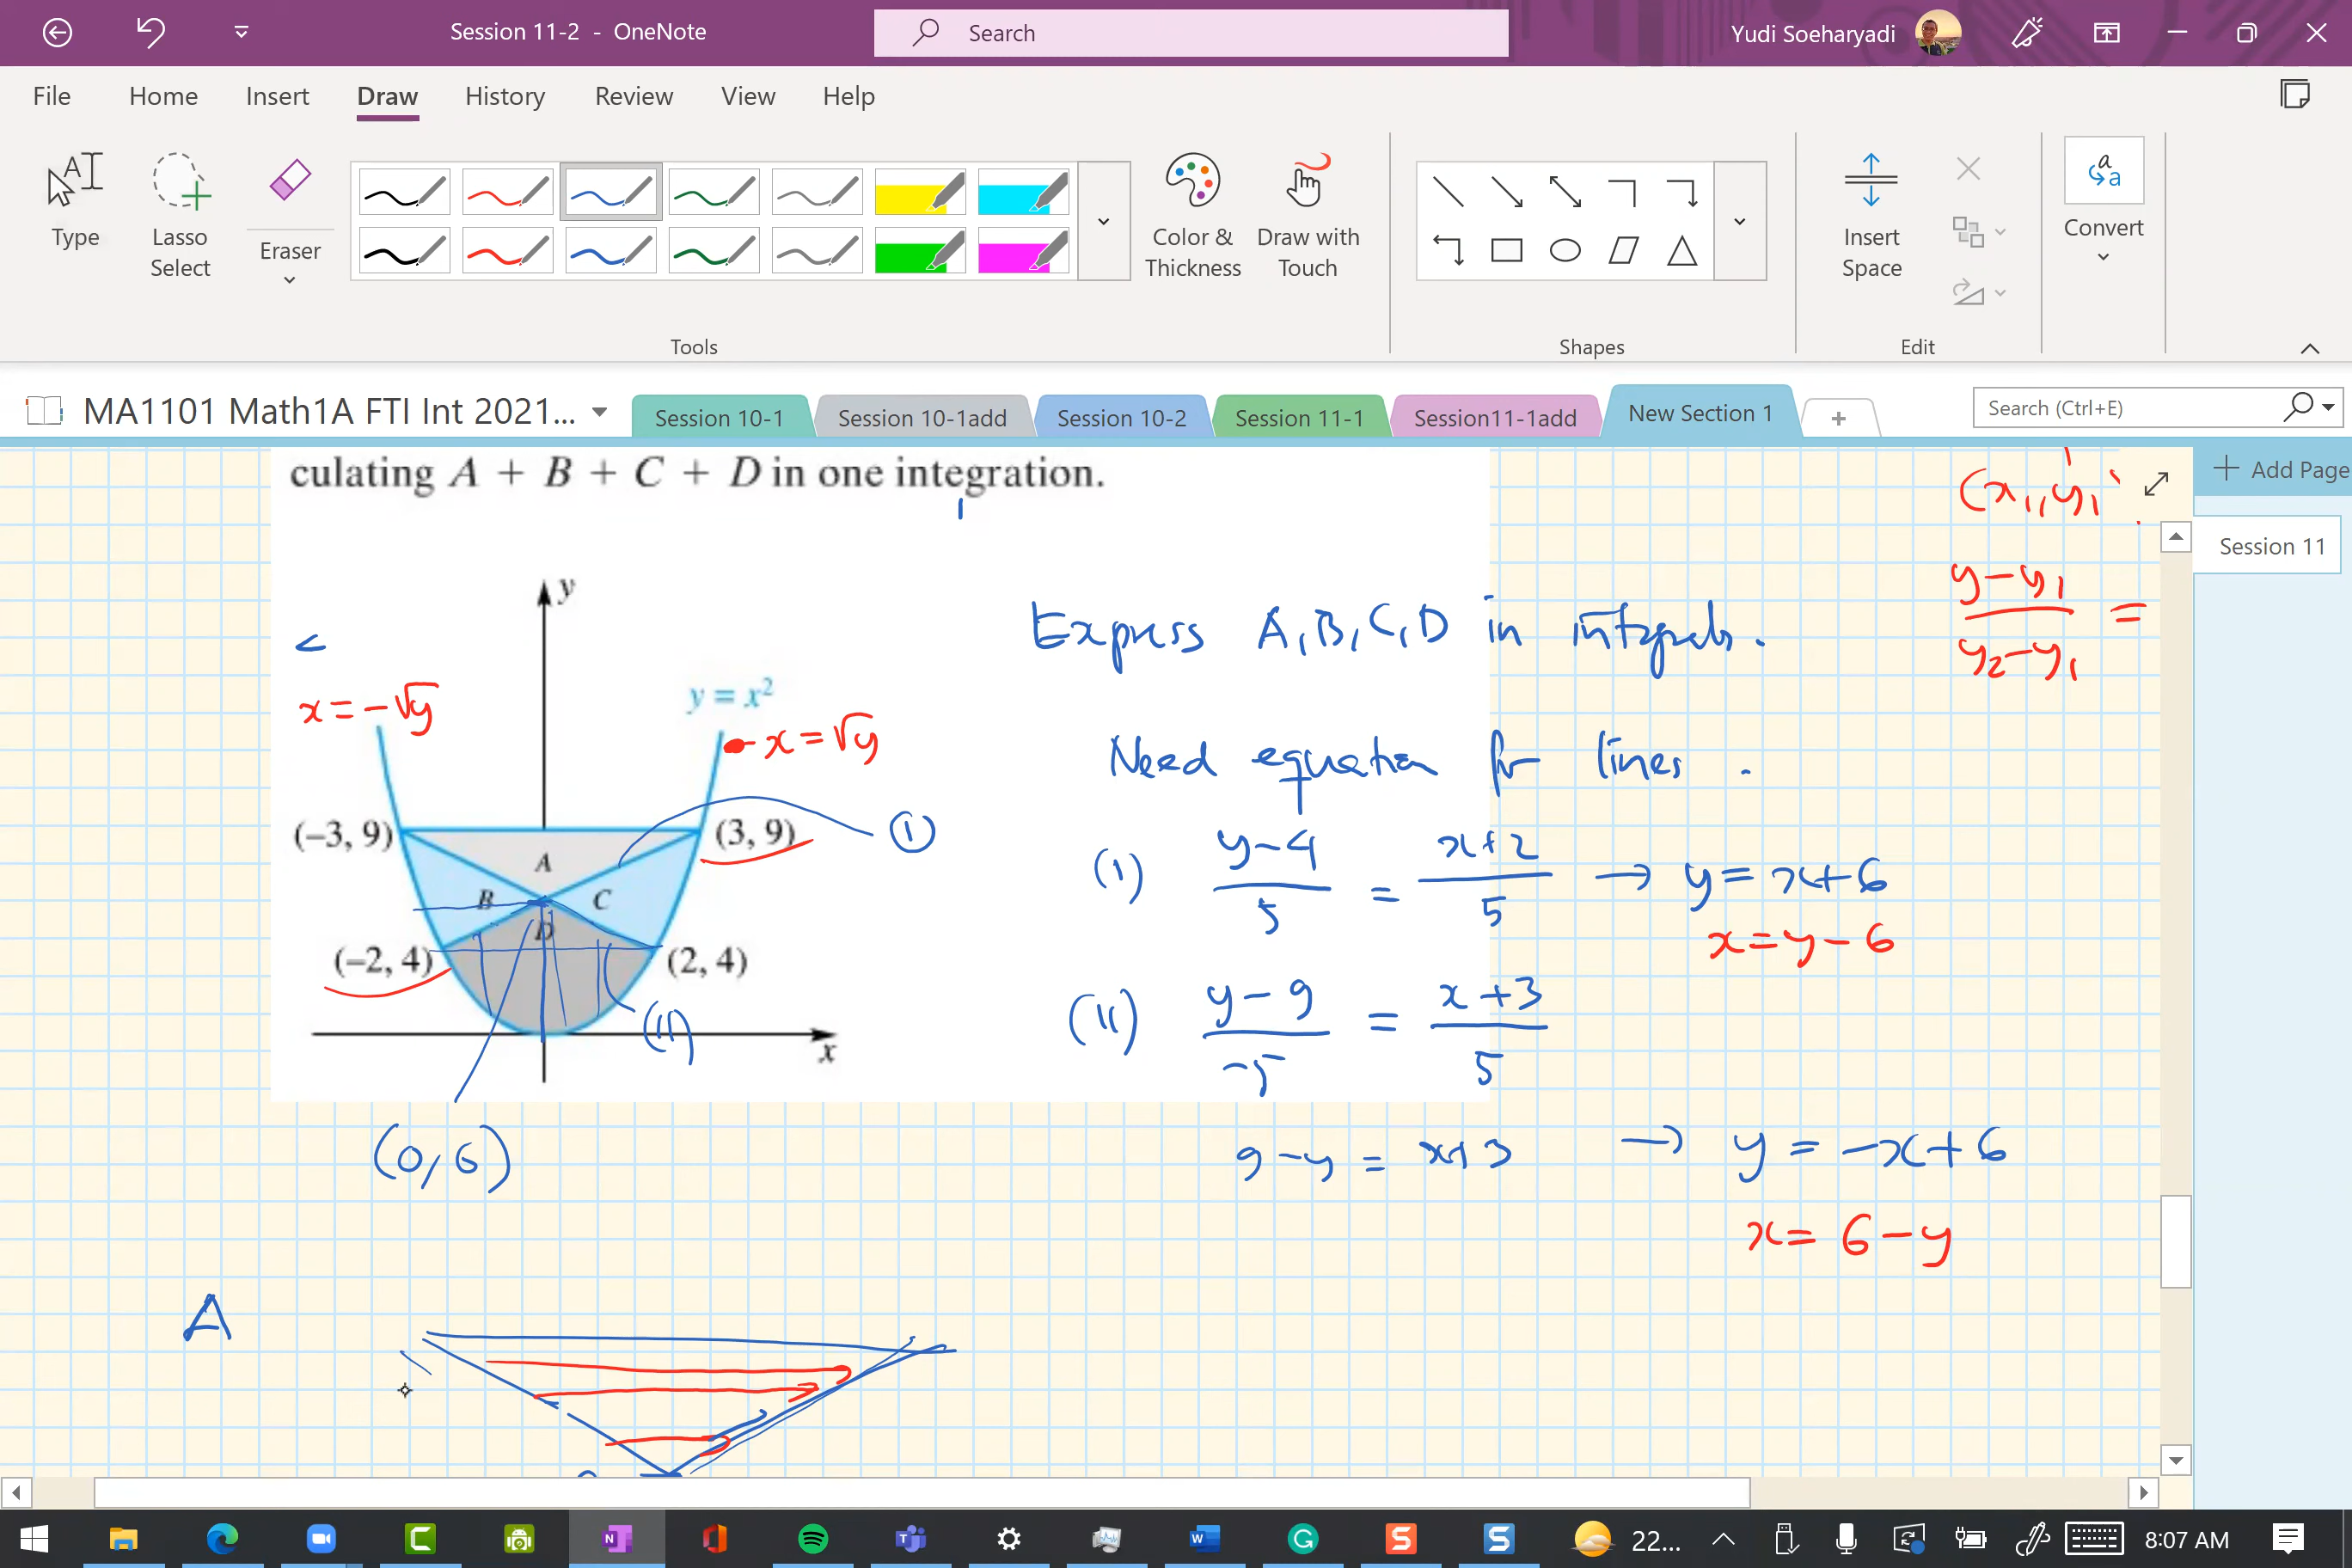 Session 11-2 - OneNote
Search
Yudi Soeharyadi
File Home Insert Draw History Review View Help
Type
Lasso Select
Eraser
Color & Thickness
Draw with Touch
Insert Space
Convert
Tools
Shapes
Edit
MA1101 Math1A FTI Int 2021...
Session 10-1
Session 10-1add
Session 10-2
Session 11-1
Session11-1add
New Section 1
+
Search (Ctrl+E)
Add Page
Session 11
culating A + B + C + D in one integration.
(x₁, y₁
(y-y₁)/(y₂-y₁) =
y
x = -√y
y = x²
x = √y
(-3, 9)
(3, 9)
(I)
A
B
C
D
(-2, 4)
(2, 4)
(II)
x
(0, 6)
Express A, B, C, D in integrals.
Need equation for lines.
(I) (y-4)/5 = (x+2)/5 → y = x+6
x = y - 6
(II) (y-9)/-5 = (x+3)/5
9-y = x+3 → y = -x+6
x = 6-y
A
22...
8:07 AM